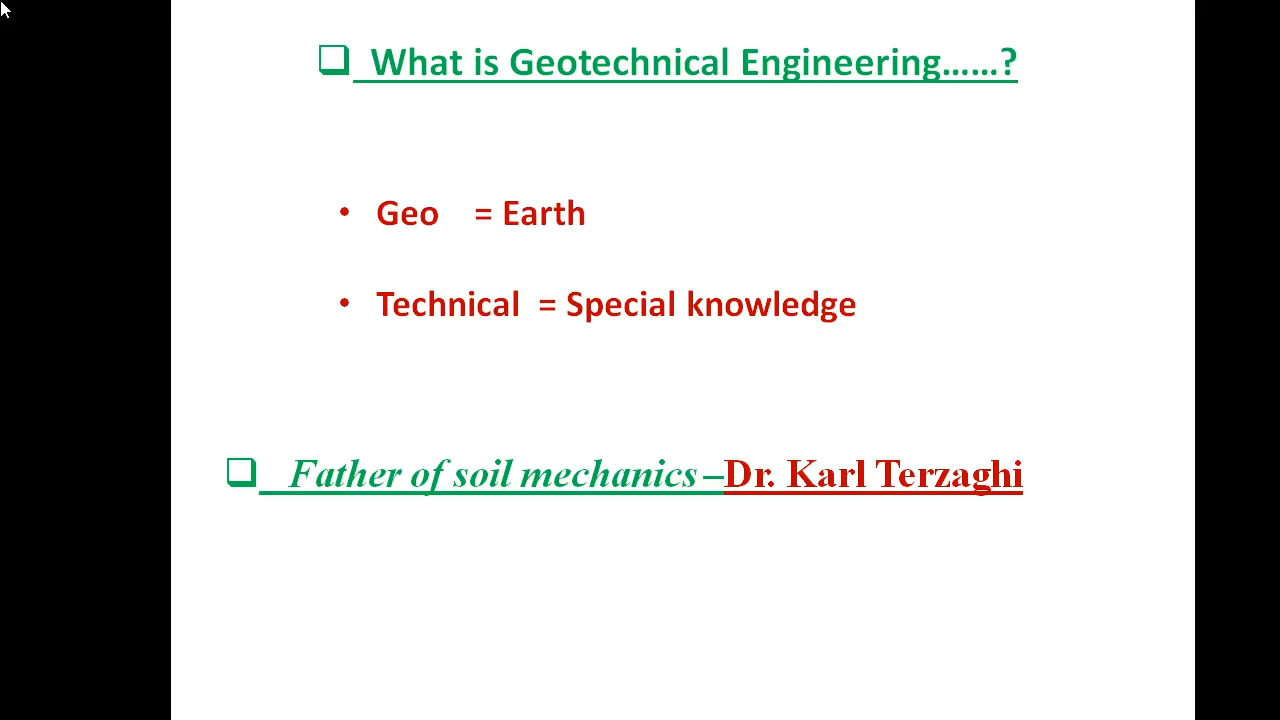 ❑ What is Geotechnical Engineering......?
• Geo = Earth
• Technical = Special knowledge
❑ Father of soil mechanics –Dr. Karl Terzaghi